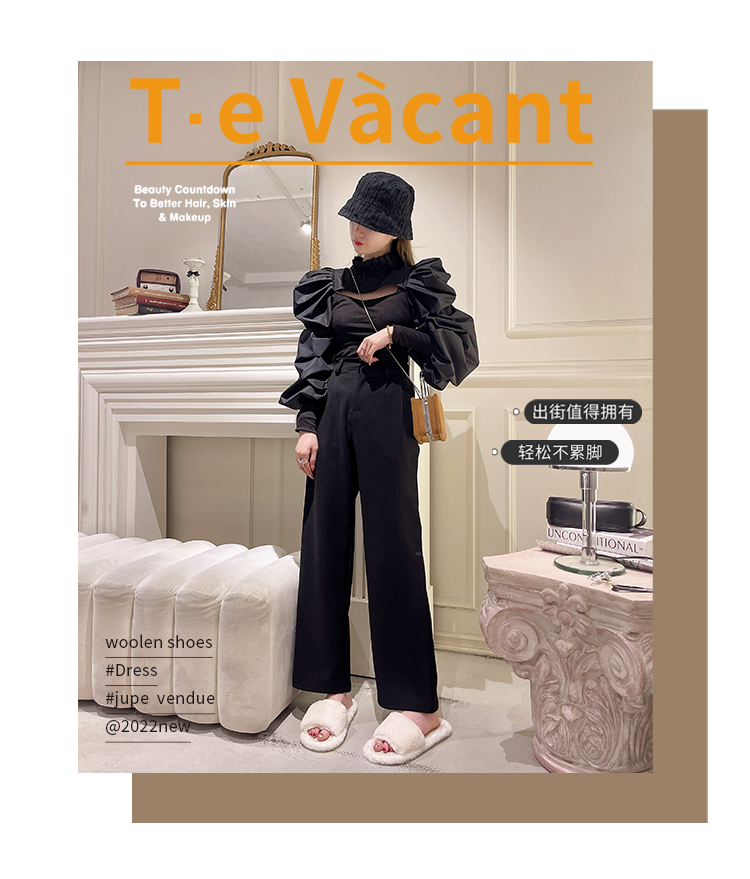 T·e Vàcant
Beauty Countdown
To Better Hair, Skin
& Makeup
出街值得拥有
轻松不累脚
UNCONDITIONAL
woolen shoes
#Dress
#jupe vendue
@2022new